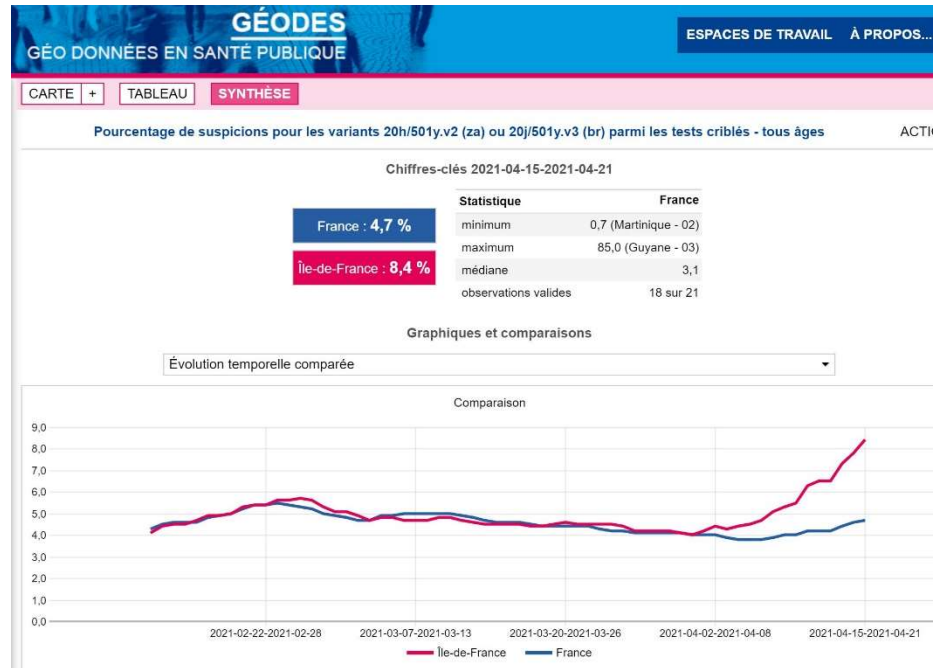 GÉODES
GÉO DONNÉES EN SANTÉ PUBLIQUE
ESPACES DE TRAVAIL À PROPOS...
CARTE + TABLEAU SYNTHÈSE
Pourcentage de suspicions pour les variants 20h/501y.v2 (za) ou 20j/501y.v3 (br) parmi les tests criblés - tous âges ACTI
Chiffres-clés 2021-04-15-2021-04-21
France : 4,7 %
Île-de-France : 8,4 %
Statistique France
minimum 0,7 (Martinique - 02)
maximum 85,0 (Guyane - 03)
médiane 3,1
observations valides 18 sur 21
Graphiques et comparaisons
Évolution temporelle comparée
Comparaison
9,0
8,0
7,0
6,0
5,0
4,0
3,0
2,0
1,0
0,0
2021-02-22-2021-02-28 2021-03-07-2021-03-13 2021-03-20-2021-03-26 2021-04-02-2021-04-08 2021-04-15-2021-04-21
Île-de-France France